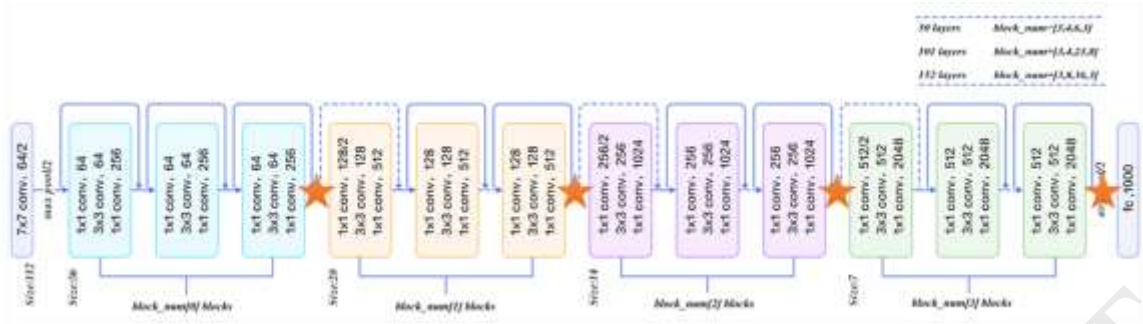 50 layers block_num=[3,4,6,3]
101 layers block_num=[3,4,23,8]
152 layers block_num=[3,8,36,3]
7x7 conv, 64/2
max pool/2
1x1 conv, 64
3x3 conv, 64
1x1 conv, 256
1x1 conv, 64
3x3 conv, 64
1x1 conv, 256
1x1 conv, 64
3x3 conv, 64
1x1 conv, 256
1x1 conv, 128/2
3x3 conv, 128
1x1 conv, 512
1x1 conv, 128
3x3 conv, 128
1x1 conv, 512
1x1 conv, 128
3x3 conv, 128
1x1 conv, 512
1x1 conv, 256/2
3x3 conv, 256
1x1 conv, 1024
1x1 conv, 256
3x3 conv, 256
1x1 conv, 1024
1x1 conv, 256
3x3 conv, 256
1x1 conv, 1024
1x1 conv, 512/2
3x3 conv, 512
1x1 conv, 2048
1x1 conv, 512
3x3 conv, 512
1x1 conv, 2048
1x1 conv, 512
3x3 conv, 512
1x1 conv, 2048
fc 1000
Size:112
Size:56
Size:28
Size:14
Size:7
block_num[0] blocks
block_num[1] blocks
block_num[2] blocks
block_num[3] blocks